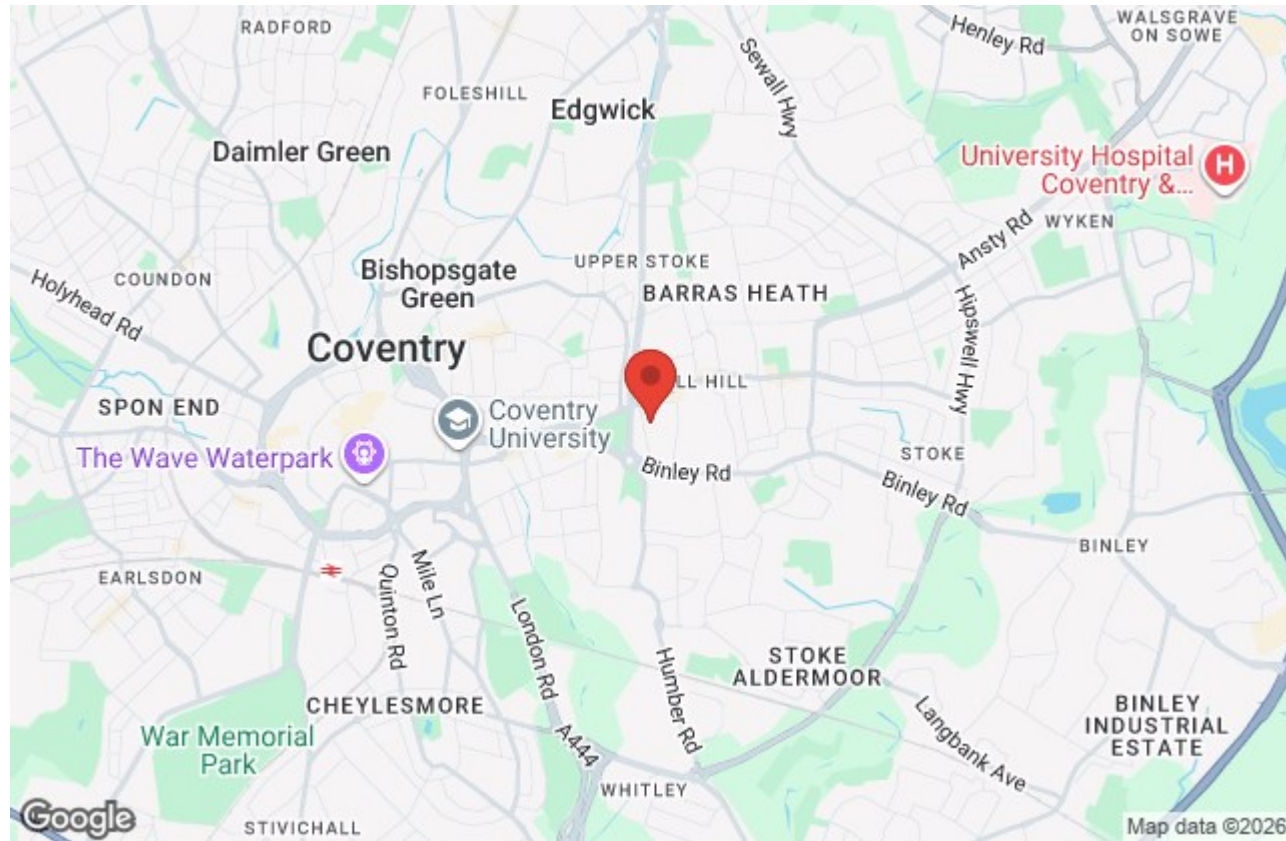 RADFORD
WALSGRAVE
ON SOWE
Henley Rd
Sewall Hwy
FOLESHILL
Edgwick
Daimler Green
University Hospital
Coventry &...
H
WYKEN
Ansty Rd
UPPER STOKE
Bishopsgate
Green
COUNDON
BARRAS HEATH
Holyhead Rd
Hipswell Hwy
Coventry
LL HILL
SPON END
Coventry
University
The Wave Waterpark
STOKE
Binley Rd
Binley Rd
BINLEY
EARLSDON
Mile Ln
Quinton Rd
London Rd
STOKE
ALDERMOOR
Humber Rd
CHEYLESMORE
Langbank Ave
BINLEY
INDUSTRIAL
ESTATE
War Memorial
Park
A444
WHITLEY
Google
STIVICHALL
Map data ©2026